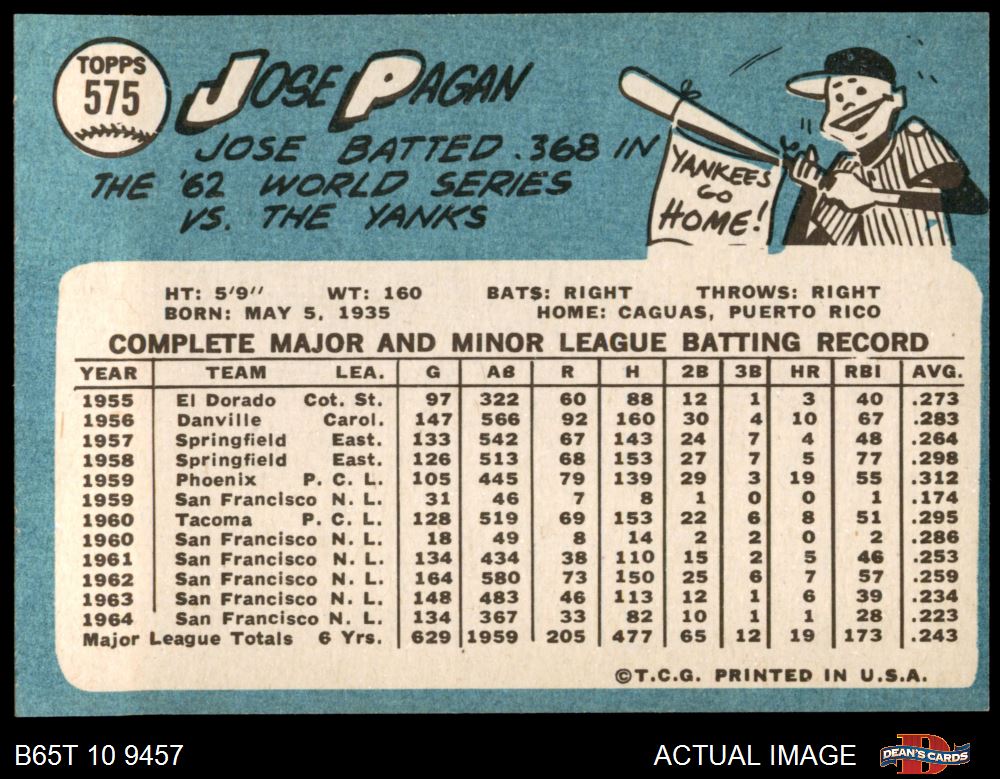 TOPPS
575
JOSE PAGAN
JOSE BATTED .368 IN
THE '62 WORLD SERIES
VS. THE YANKS
YANKEES
GO
HOME!
HT: 5'9" WT: 160 BATS: RIGHT THROWS: RIGHT
BORN: MAY 5, 1935 HOME: CAGUAS, PUERTO RICO
COMPLETE MAJOR AND MINOR LEAGUE BATTING RECORD
YEAR TEAM LEA. G AB R H 2B 3B HR RBI AVG.
1955 El Dorado Cot. St. 97 322 60 88 12 1 3 40 .273
1956 Danville Carol. 147 566 92 160 30 4 10 67 .283
1957 Springfield East. 133 542 67 143 24 7 4 48 .264
1958 Springfield East. 126 513 68 153 27 7 5 77 .298
1959 Phoenix P. C. L. 105 445 79 139 29 3 19 55 .312
1959 San Francisco N. L. 31 46 7 8 1 0 0 1 .174
1960 Tacoma P. C. L. 128 519 69 153 22 6 8 51 .295
1960 San Francisco N. L. 18 49 8 14 2 2 0 2 .286
1961 San Francisco N. L. 134 434 38 110 15 2 5 46 .253
1962 San Francisco N. L. 164 580 73 150 25 6 7 57 .259
1963 San Francisco N. L. 148 483 46 113 12 1 6 39 .234
1964 San Francisco N. L. 134 367 33 82 10 1 1 28 .223
Major League Totals 6 Yrs. 629 1959 205 477 65 12 19 173 .243
©T.C.G. PRINTED IN U.S.A.
B65T 10 9457 ACTUAL IMAGE DEAN'S CARDS